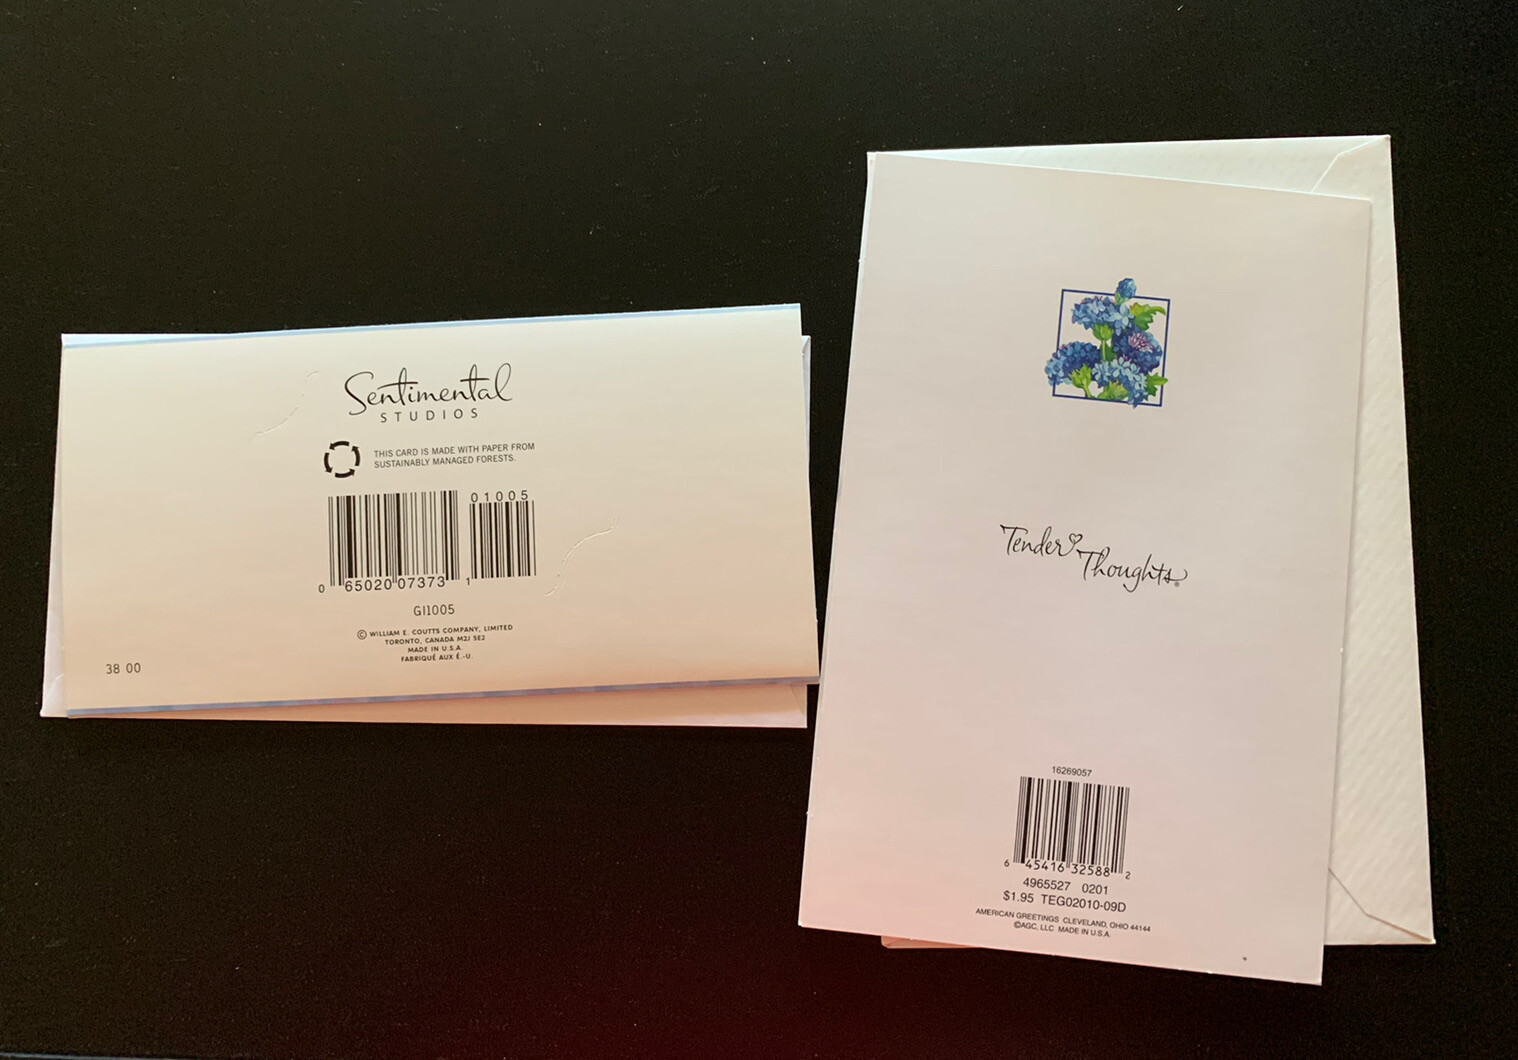 Sentimental
STUDIOS
THIS CARD IS MADE WITH PAPER FROM
SUSTAINABLY MANAGED FORESTS.
01005
0 65020 07373 1
GI1005
© WILLIAM E. COUTTS COMPANY, LIMITED
TORONTO, CANADA M2J 5E2
MADE IN U.S.A.
FABRIQUÉ AUX É.-U.
38 00
Tender
Thoughts®
16269057
6 45416 32588 2
4965527 0201
$1.95 TEG02010-09D
AMERICAN GREETINGS CLEVELAND, OHIO 44144
©AGC, LLC MADE IN U.S.A.